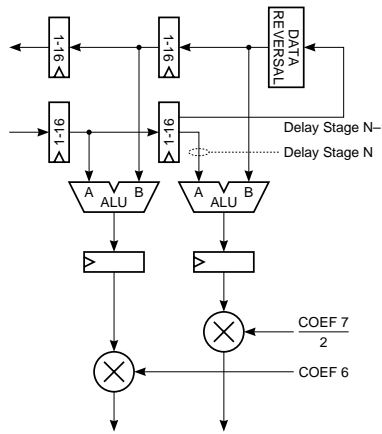 1-16
1-16
DATA
REVERSAL
1-16
1-16
Delay Stage N–
Delay Stage N
A B
ALU
A B
ALU
COEF 7
2
COEF 6